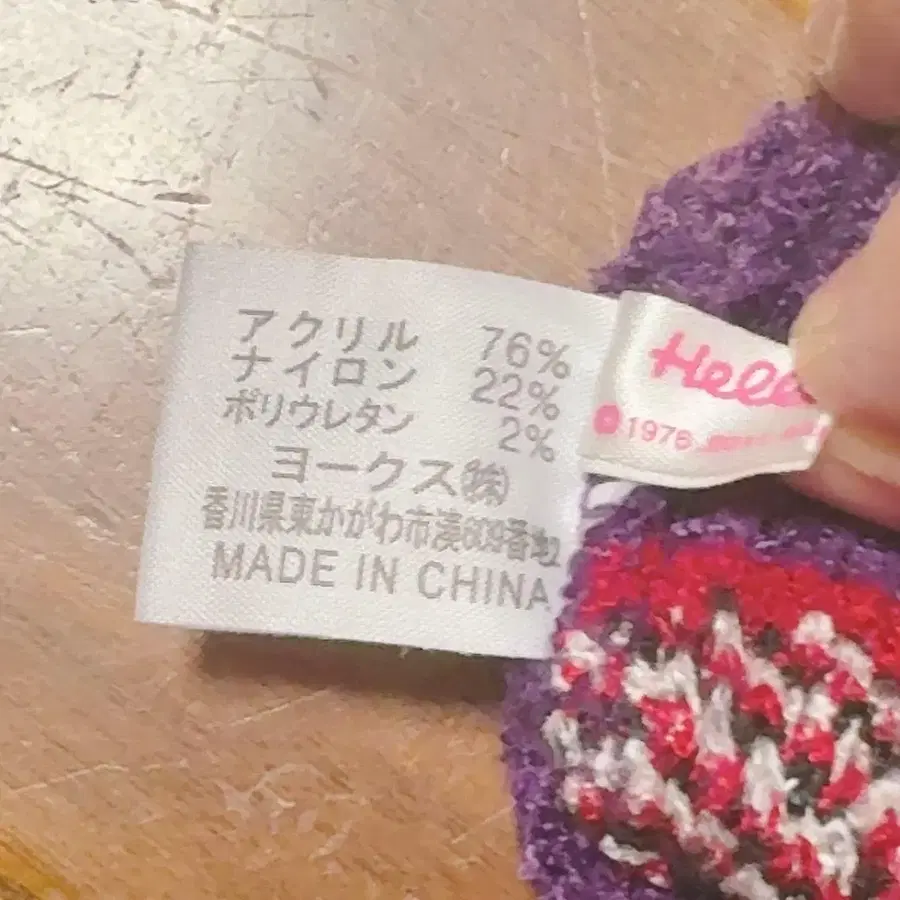 アクリル 76%
ナイロン 22%
ポリウレタン 2%
ヨークス㈱
香川県東かがわ市湊609番地2
MADE IN CHINA
Hello
1976